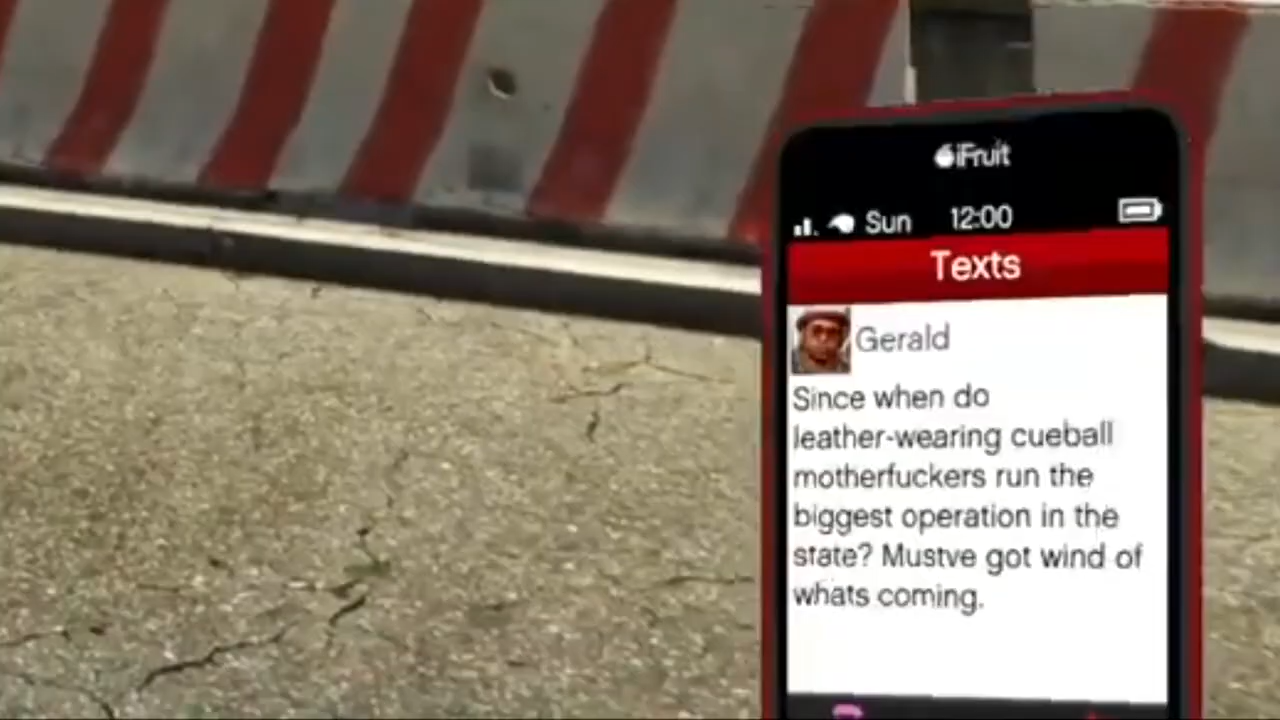 iFruit
Sun 12:00
Texts
Gerald
Since when do
leather-wearing cueball
motherfuckers run the
biggest operation in the
state? Mustve got wind of
whats coming.